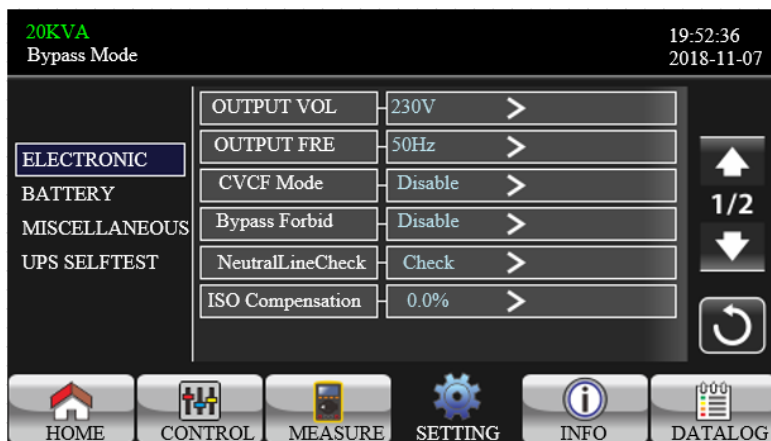 20KVA
Bypass Mode
19:52:36
2018-11-07
ELECTRONIC
BATTERY
MISCELLANEOUS
UPS SELFTEST
OUTPUT VOL 230V >
OUTPUT FRE 50Hz >
CVCF Mode Disable >
Bypass Forbid Disable >
NeutralLineCheck Check >
ISO Compensation 0.0% >
1/2
HOME CONTROL MEASURE SETTING INFO DATALOG